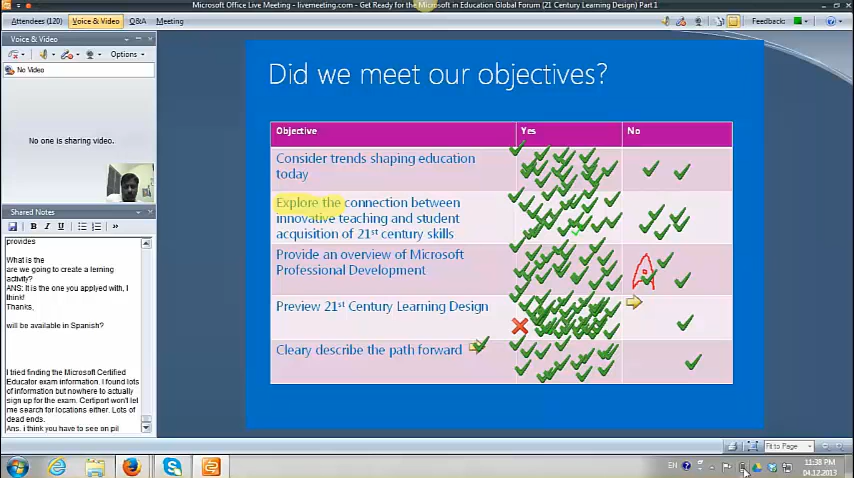 Microsoft Office Live Meeting - livemeeting.com - Get Ready for the Microsoft in Education Global Forum (21 Century Learning Design) Part 1
Attendees (120) Voice & Video Q&A Meeting Feedback:
Voice & Video
Options
No Video
No one is sharing video.
Shared Notes
B I U
provides
What is the
are we going to create a lerning
activity?
ANS: It is the one you applyed with, I
think!
Thanks,
will be available in Spanish?
I tried finding the Microsoft Certified
Educator exam information. I found lots
of information but nowhere to actually
sign up for the exam. Certiport won't let
me search for locations either. Lots of
dead ends.
Ans. i think you have to see on pil
Did we meet our objectives?
Objective Yes No
Consider trends shaping education
today
Explore the connection between
innovative teaching and student
acquisition of 21st century skills
Provide an overview of Microsoft
Professional Development
Preview 21st Century Learning Design
Cleary describe the path forward
Fit to Page
EN
11:38 PM
04.12.2013